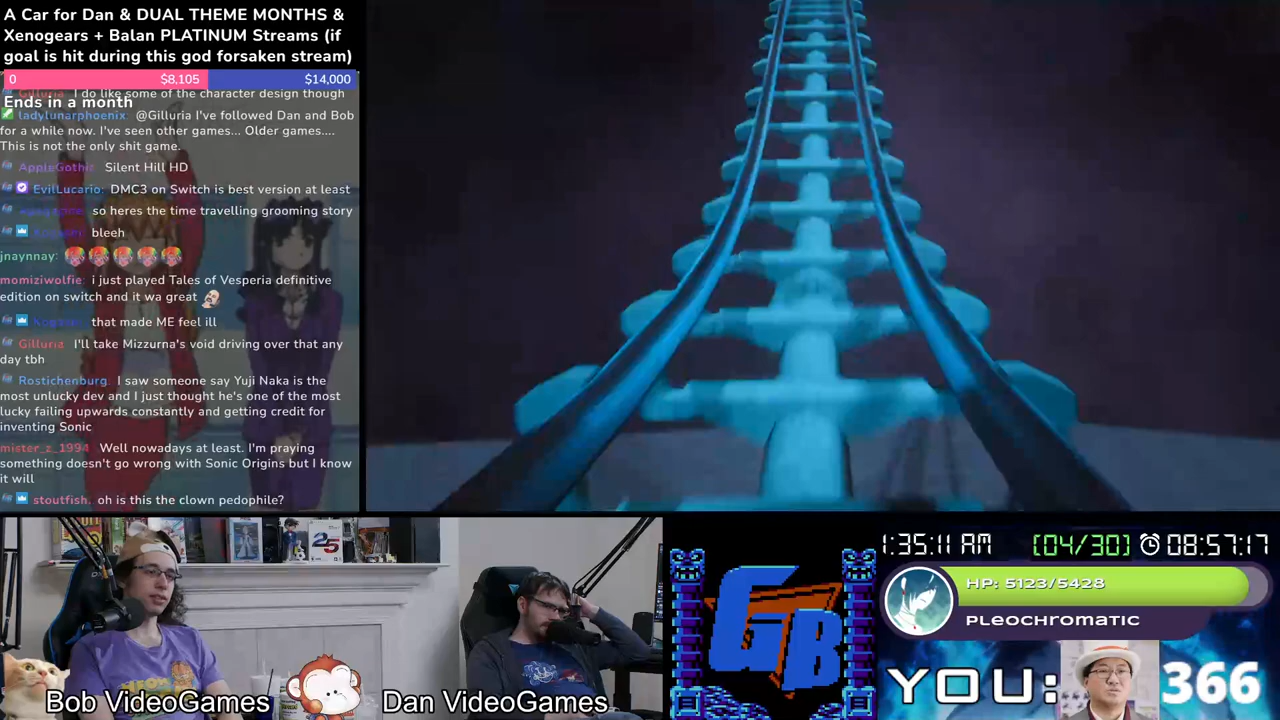 A Car for Dan & DUAL THEME MONTHS &
Xenogears + Balan PLATINUM Streams (if
goal is hit during this god forsaken stream)
0 $8,105 $14,000
Gilluria I do like some of the character design though
Ends in a month
ladylunarphoenix: @Gilluria I've followed Dan and Bob
for a while now. I've seen other games... Older games....
This is not the only shit game.
AppleGothic Silent Hill HD
EvilLucario: DMC3 on Switch is best version at least
so heres the time travelling grooming story
bleeh
jnaynnay:
momiziwolfie: i just played Tales of Vesperia definitive
edition on switch and it wa great
that made ME feel ill
Gilluria I'll take Mizzurna's void driving over that any
day tbh
Rostichenburg. I saw someone say Yuji Naka is the
most unlucky dev and I just thought he's one of the most
lucky failing upwards constantly and getting credit for
inventing Sonic
mister_z_1994 Well nowadays at least. I'm praying
something doesn't go wrong with Sonic Origins but I know
it will
stoutfish. oh is this the clown pedophile?
25
Bob VideoGames
Dan VideoGames
GB
1:35:11 AM [04/30] 08:57:17
HP: 5123/5428
PLEOCHROMATIC
YOU: 366